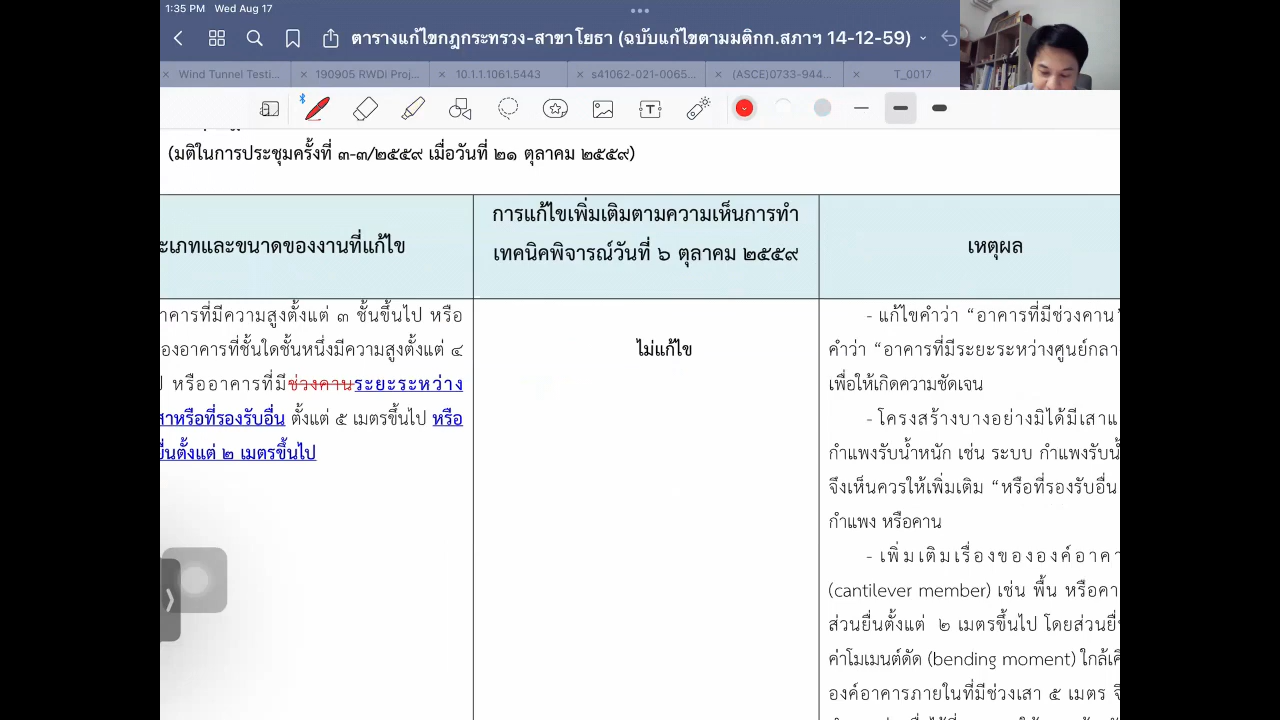 1:35 PM Wed Aug 17
ตารางแก้ไขกฎกระทรวง-สาขาโยธา (ฉบับแก้ไขตามมติกก.สภาฯ 14-12-59)
Wind Tunnel Testi... 190905 RWDI Proj... 10.1.1.1061.5443 s41062-021-0065... (ASCE)0733-944... T_0017
(มติในการประชุมครั้งที่ ๓-๓/๒๕๕๙ เมื่อวันที่ ๒๑ ตุลาคม ๒๕๕๙)
ะเภทและขนาดของงานที่แก้ไข
การแก้ไขเพิ่มเติมตามความเห็นการทำ
เทคนิคพิจารณ์วันที่ ๖ ตุลาคม ๒๕๕๙
เหตุผล
าคารที่มีความสูงตั้งแต่ ๓ ชั้นขึ้นไป หรือ
องอาคารที่ชั้นใดชั้นหนึ่งมีความสูงตั้งแต่ ๔
ป หรืออาคารที่มีช่วงคานระยะระหว่าง
สาหรือที่รองรับอื่น ตั้งแต่ ๕ เมตรขึ้นไป หรือ
ยื่นตั้งแต่ ๒ เมตรขึ้นไป
ไม่แก้ไข
- แก้ไขคำว่า “อาคารที่มีช่วงคาน”
คำว่า “อาคารที่มีระยะระหว่างศูนย์กลา
เพื่อให้เกิดความชัดเจน
- โครงสร้างบางอย่างมิได้มีเสาแ
กำแพงรับน้ำหนัก เช่น ระบบ กำแพงรับน้ำ
จึงเห็นควรให้เพิ่มเติม “หรือที่รองรับอื่น
กำแพง หรือคาน
- เพิ่มเติมเรื่องขององค์อาคา
(cantilever member) เช่น พื้น หรือคา
ส่วนยื่นตั้งแต่ ๒ เมตรขึ้นไป โดยส่วนยื่
ค่าโมเมนต์ดัด (bending moment) ใกล้เคี
องค์อาคารภายในที่มีช่วงเสา ๕ เมตร จึ